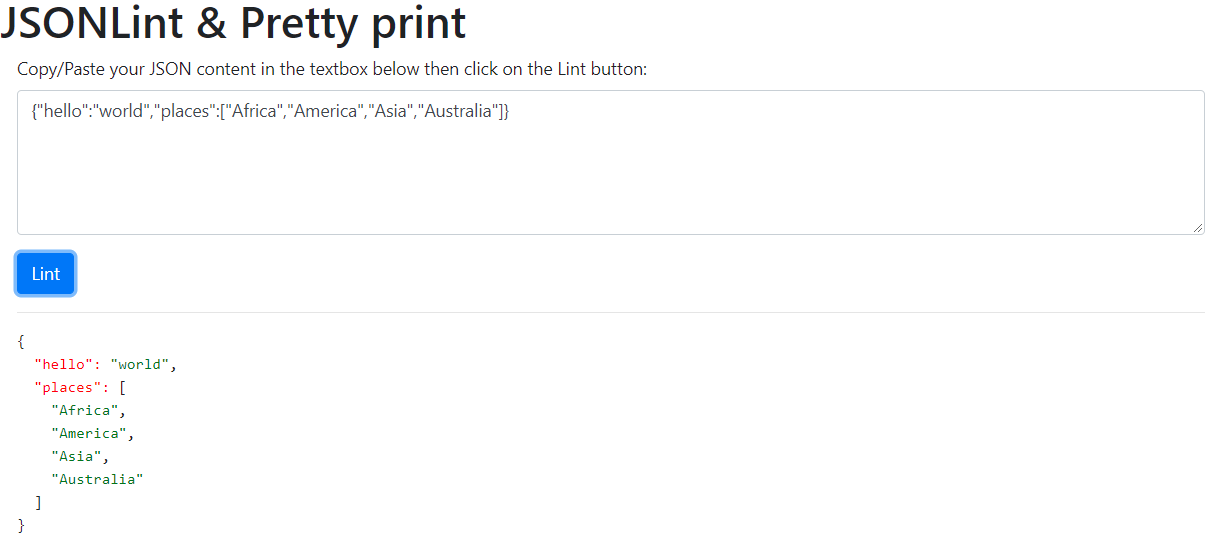 JSONLint & Pretty print
Copy/Paste your JSON content in the textbox below then click on the Lint button:
{"hello":"world","places":["Africa","America","Asia","Australia"]}
Lint
{
  "hello": "world",
  "places": [
    "Africa",
    "America",
    "Asia",
    "Australia"
  ]
}